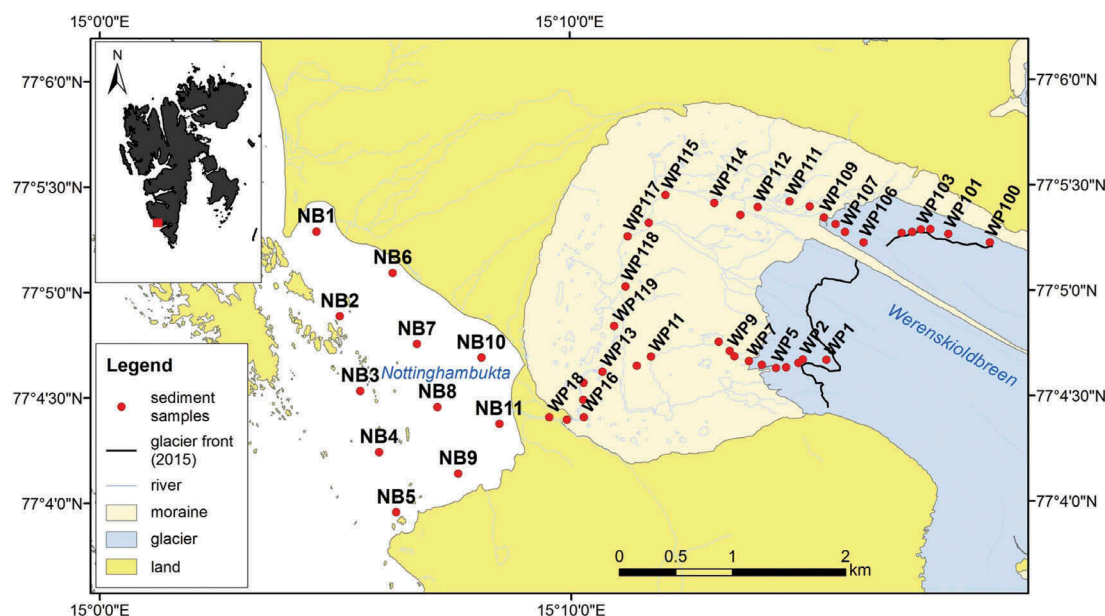 15°0'0"E
15°10'0"E
N
77°6'0"N
77°6'0"N
77°5'30"N
77°5'30"N
77°5'0"N
77°5'0"N
77°4'30"N
77°4'30"N
77°4'0"N
77°4'0"N
NB1
NB6
NB2
NB7
NB10
NB3
Nottinghambukta
NB8
NB11
NB4
NB9
NB5
WP115
WP114
WP112
WP111
WP109
WP107
WP106
WP103
WP101
WP100
WP117
WP118
WP119
WP13
WP11
WP9
WP7
WP5
WP2
WP1
WP18
WP16
Werenskioldbreen
Legend
sediment
samples
glacier front
(2015)
river
moraine
glacier
land
0
0.5
1
2
km
15°0'0"E
15°10'0"E